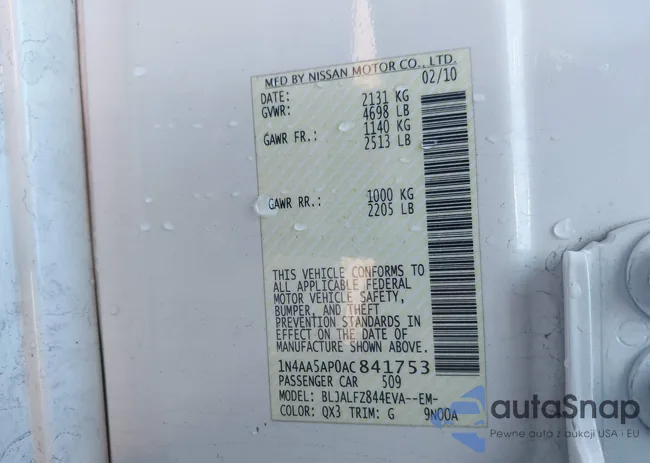 MFD BY NISSAN MOTOR CO., LTD.
DATE: 02/10
GVWR: 2131 KG
4698 LB
GAWR FR.: 1140 KG
2513 LB
GAWR RR.: 1000 KG
2205 LB
THIS VEHICLE CONFORMS TO
ALL APPLICABLE FEDERAL
MOTOR VEHICLE SAFETY,
BUMPER, AND THEFT
PREVENTION STANDARDS IN
EFFECT ON THE DATE OF
MANUFACTURE SHOWN ABOVE.
1N4AA5AP0AC841753
PASSENGER CAR 509
MODEL: BLJALFZ844EVA--EM-
COLOR: QX3 TRIM: G 9N00A
autaSnap
Pewne auta z aukcji USA i EU